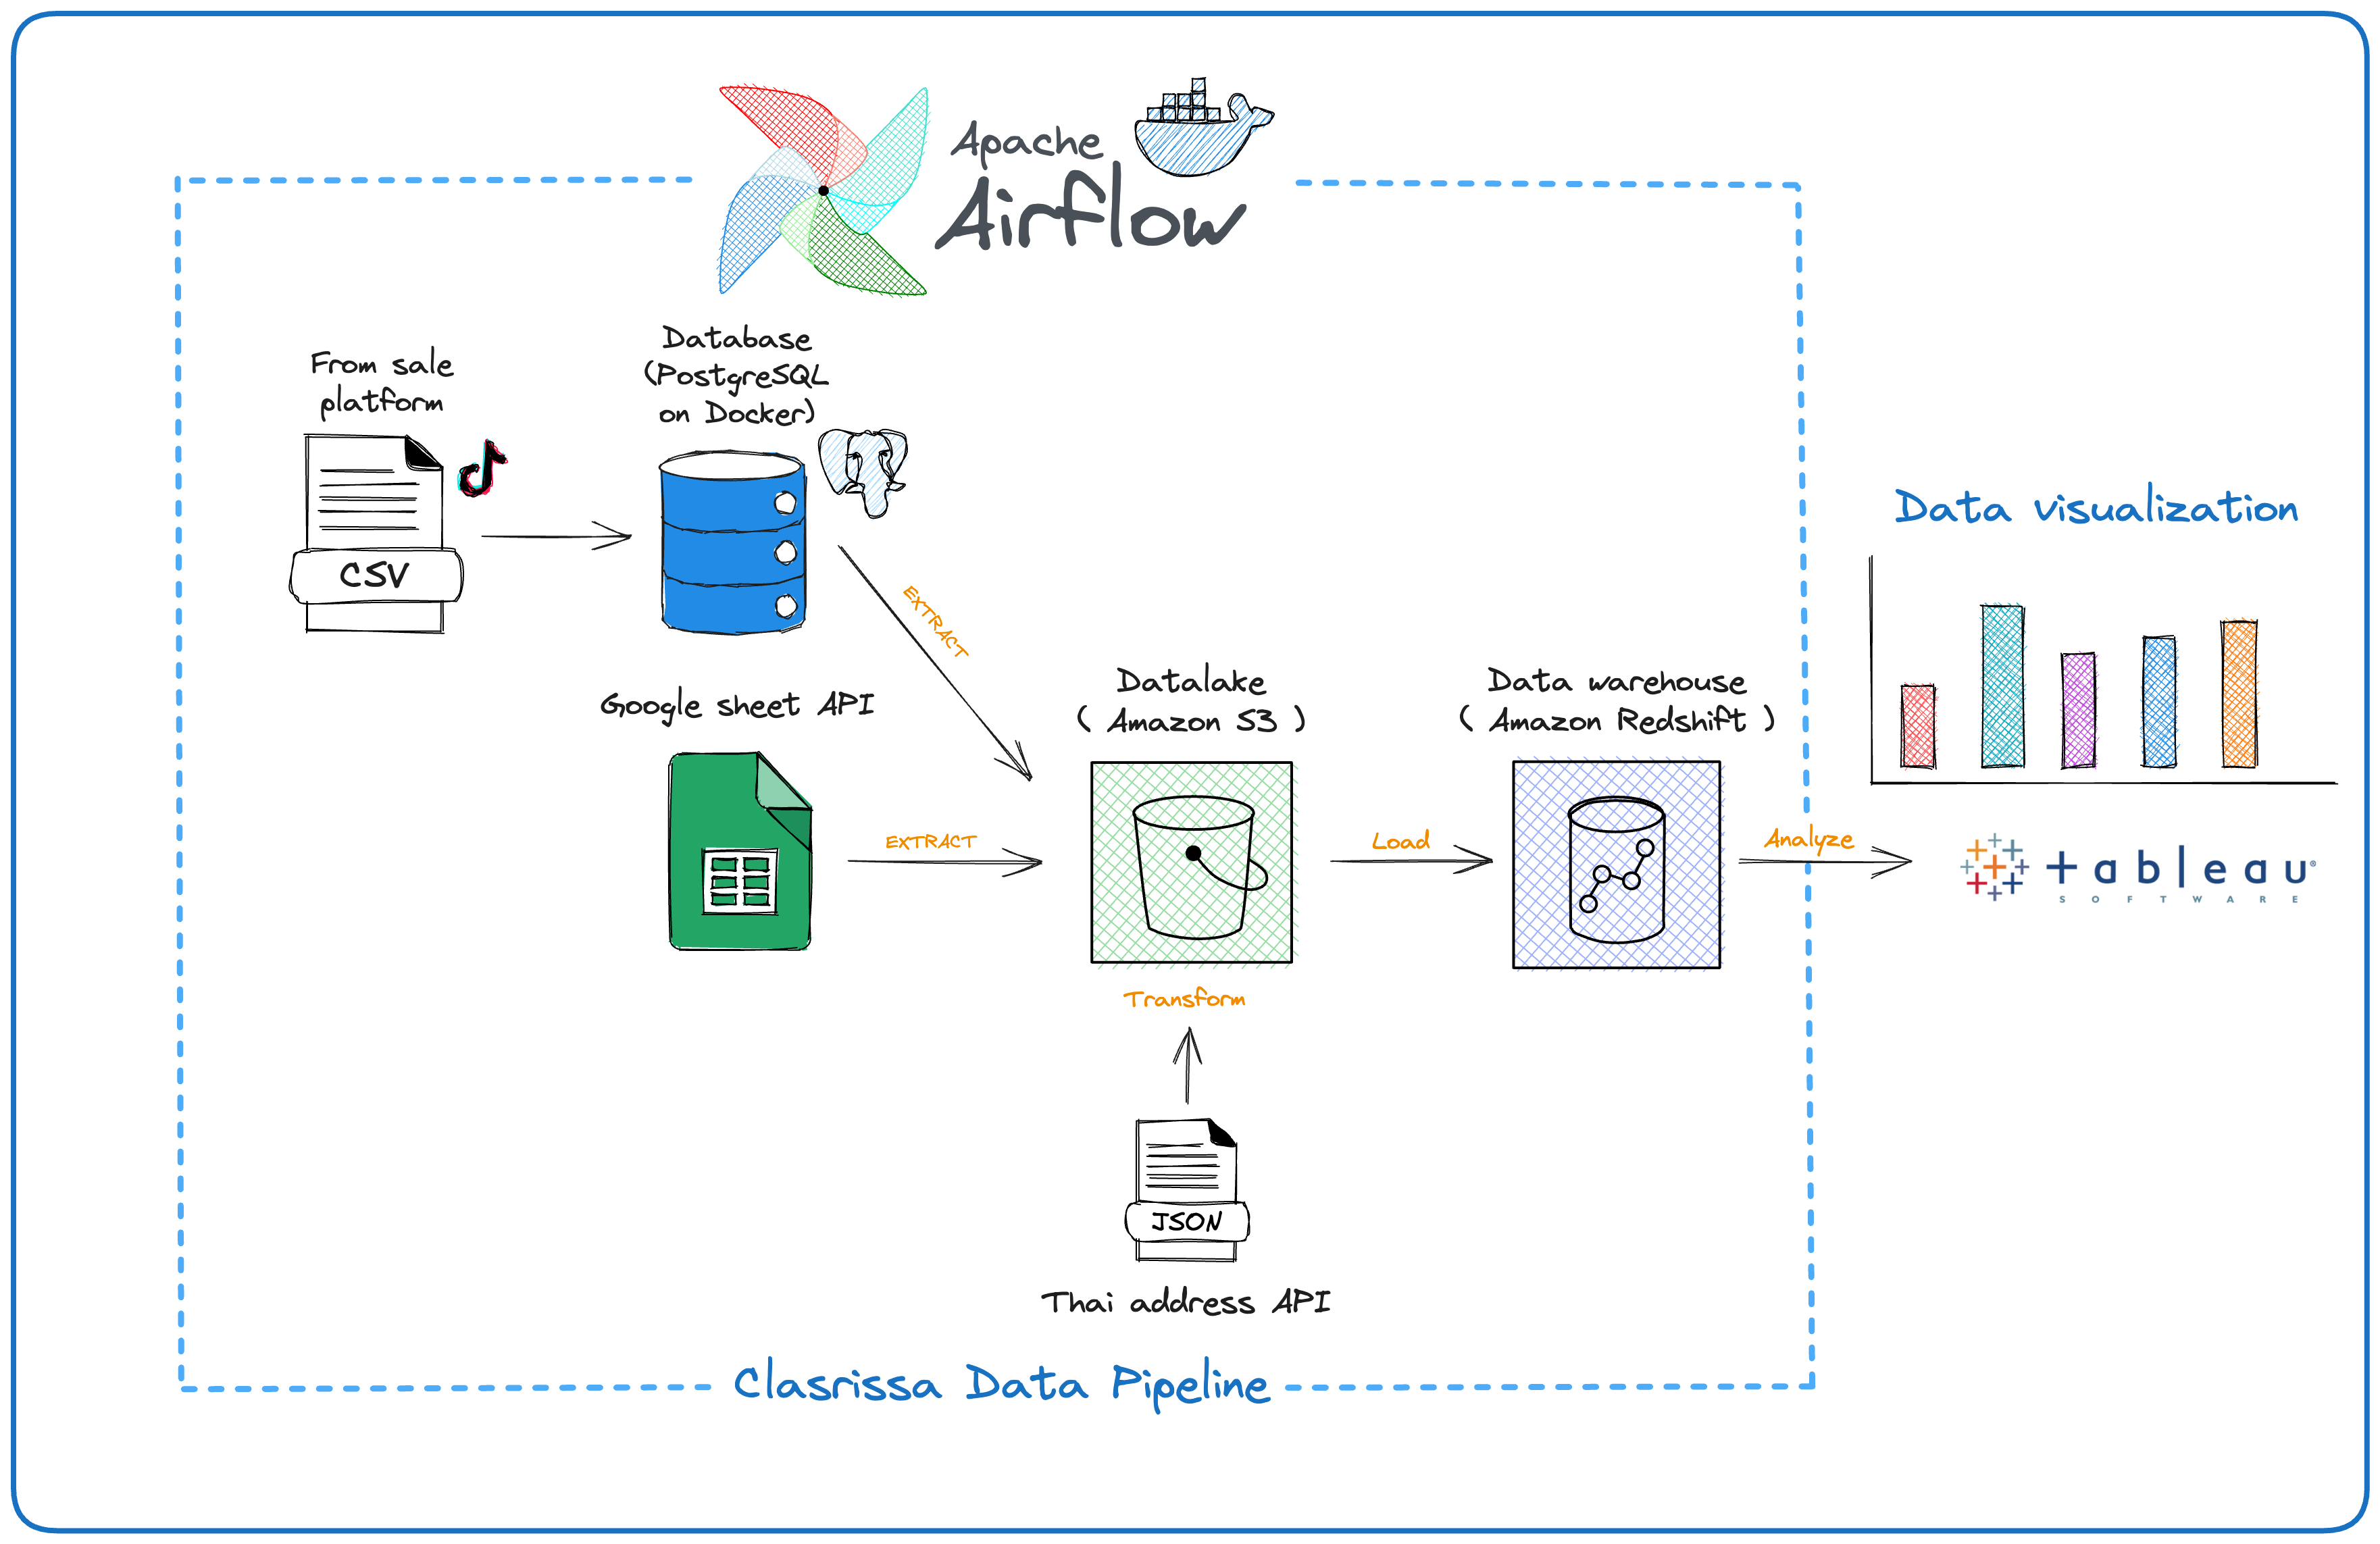 Apache
Airflow
From sale
platform
CSV
Database
(PostgreSQL
on Docker)
EXTRACT
Google sheet API
EXTRACT
Datalake
( Amazon S3 )
Transform
JSON
Thai address API
Load
Data warehouse
( Amazon Redshift )
Analyze
Data visualization
+ a b l e a u ®
S O F T W A R E
Clasrissa Data Pipeline